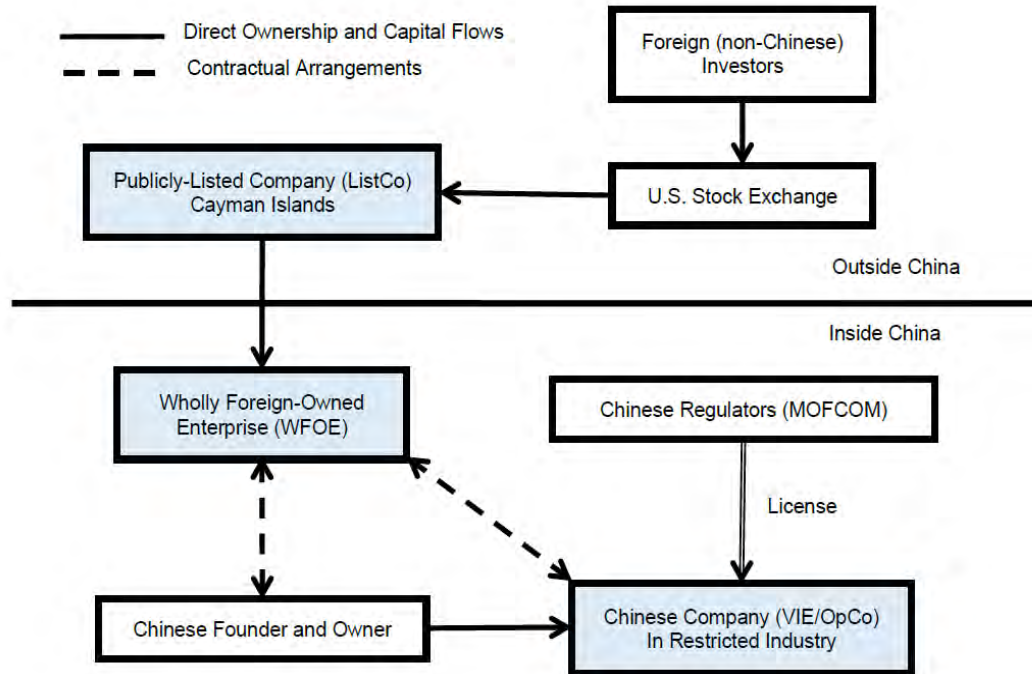 Direct Ownership and Capital Flows
Contractual Arrangements
Foreign (non-Chinese)
Investors
Publicly-Listed Company (ListCo)
Cayman Islands
U.S. Stock Exchange
Outside China
Inside China
Wholly Foreign-Owned
Enterprise (WFOE)
Chinese Regulators (MOFCOM)
License
Chinese Founder and Owner
Chinese Company (VIE/OpCo)
In Restricted Industry